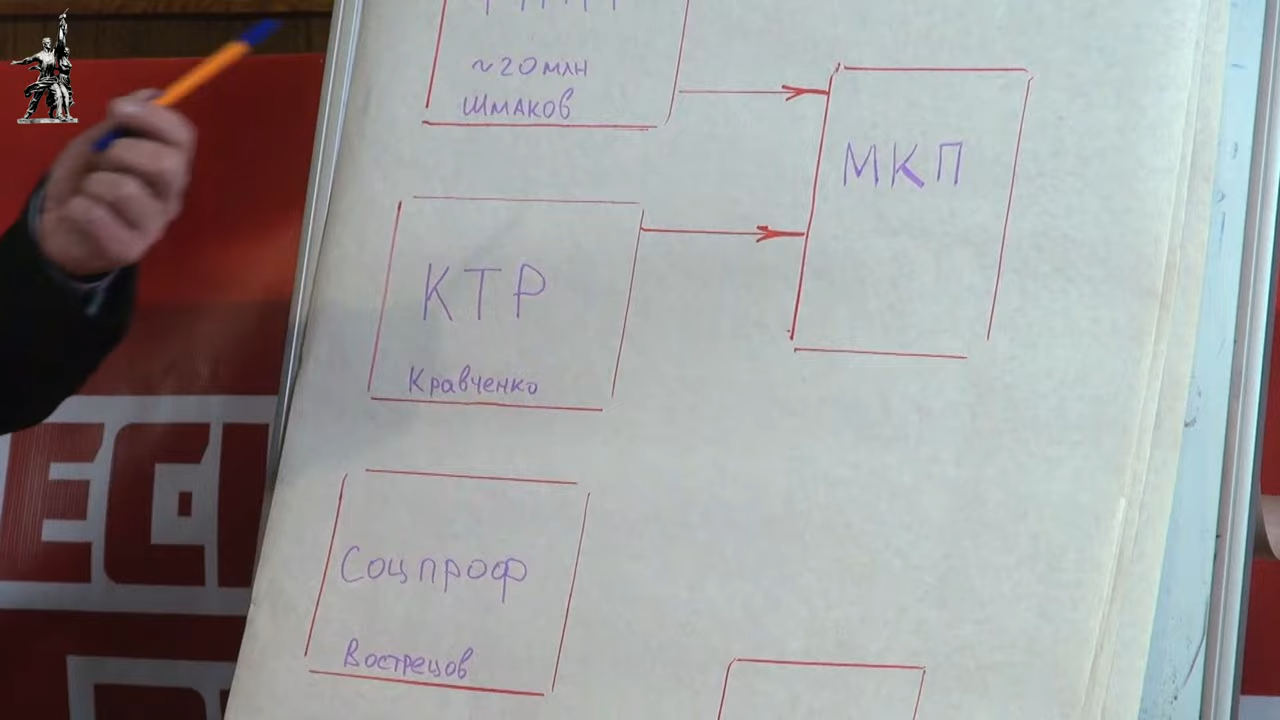 ~20 млн
Шмаков
МКП
КТР
Кравченко
Соцпроф
Вострецов